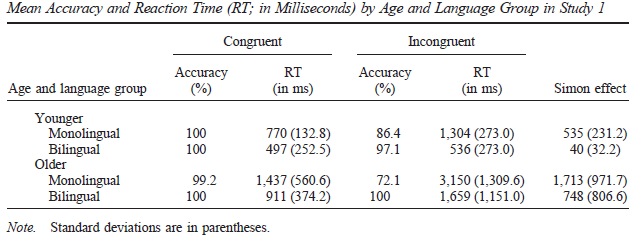 Mean Accuracy and Reaction Time (RT; in Milliseconds) by Age and Language Group in Study 1
Congruent Incongruent
Accuracy RT Accuracy RT
Age and language group (%) (in ms) (%) (in ms) Simon effect
Younger
Monolingual 100 770 (132.8) 86.4 1,304 (273.0) 535 (231.2)
Bilingual 100 497 (252.5) 97.1 536 (273.0) 40 (32.2)
Older
Monolingual 99.2 1,437 (560.6) 72.1 3,150 (1,309.6) 1,713 (971.7)
Bilingual 100 911 (374.2) 100 1,659 (1,151.0) 748 (806.6)
Note. Standard deviations are in parentheses.